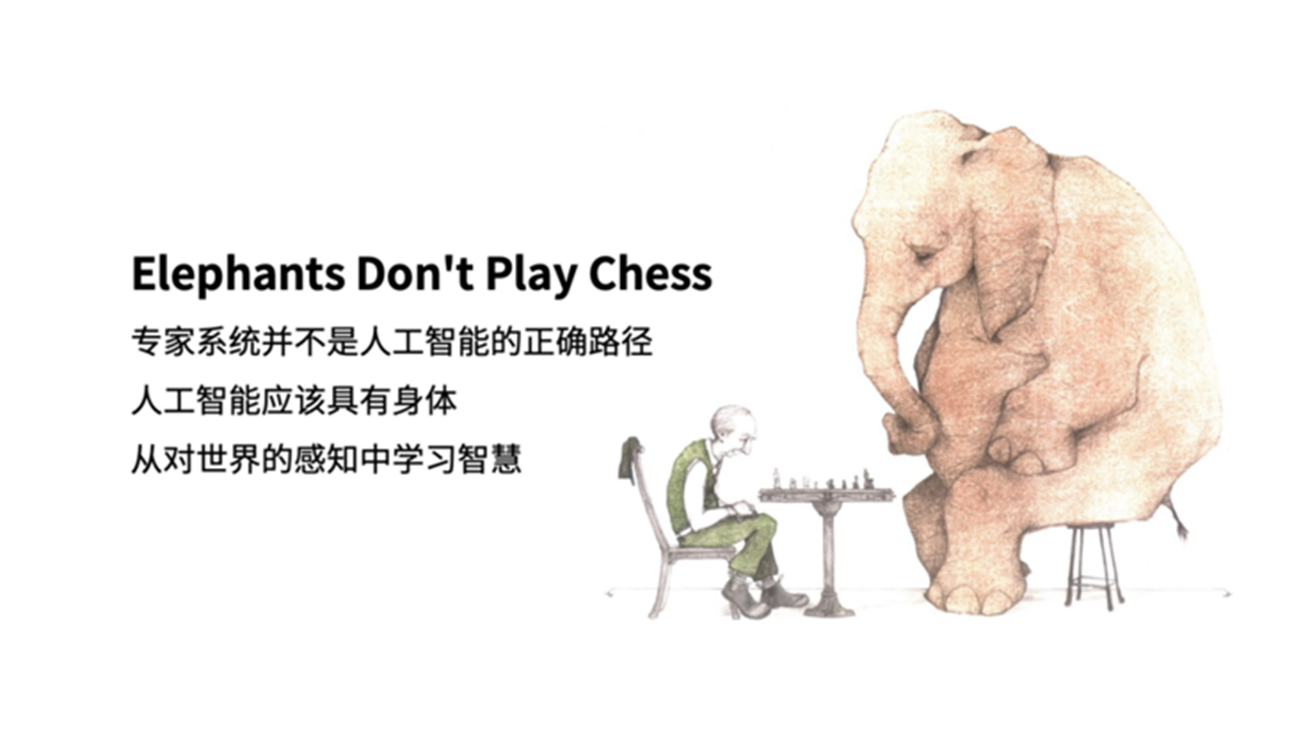 Elephants Don't Play Chess
专家系统并不是人工智能的正确路径
人工智能应该具有身体
从对世界的感知中学习智慧